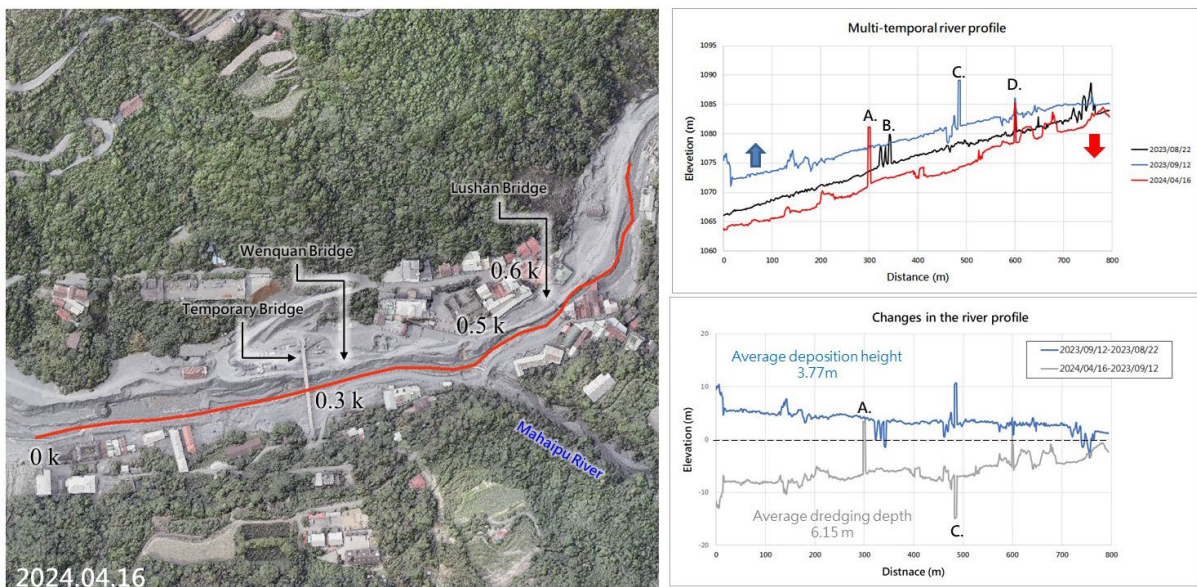 Lushan Bridge
Wenquan Bridge
0.6 k
Temporary Bridge
0.5 k
0.3 k
0 k
Mahaipu River
2024.04.16
Multi-temporal river profile
1095
1090
1085
1080
1075
1070
1065
1060
Elevetion (m)
A.
B.
C.
D.
2023/08/22
2023/09/12
2024/04/16
0 100 200 300 400 500 600 700 800
Distance (m)
Changes in the river profile
20
10
0
-10
-20
Elevation (m)
Average deposition height
3.77m
2023/09/12-2023/08/22
2024/04/16-2023/09/12
A.
C.
Average dredging depth
6.15 m
0 100 200 300 400 500 600 700 800
Distnace (m)